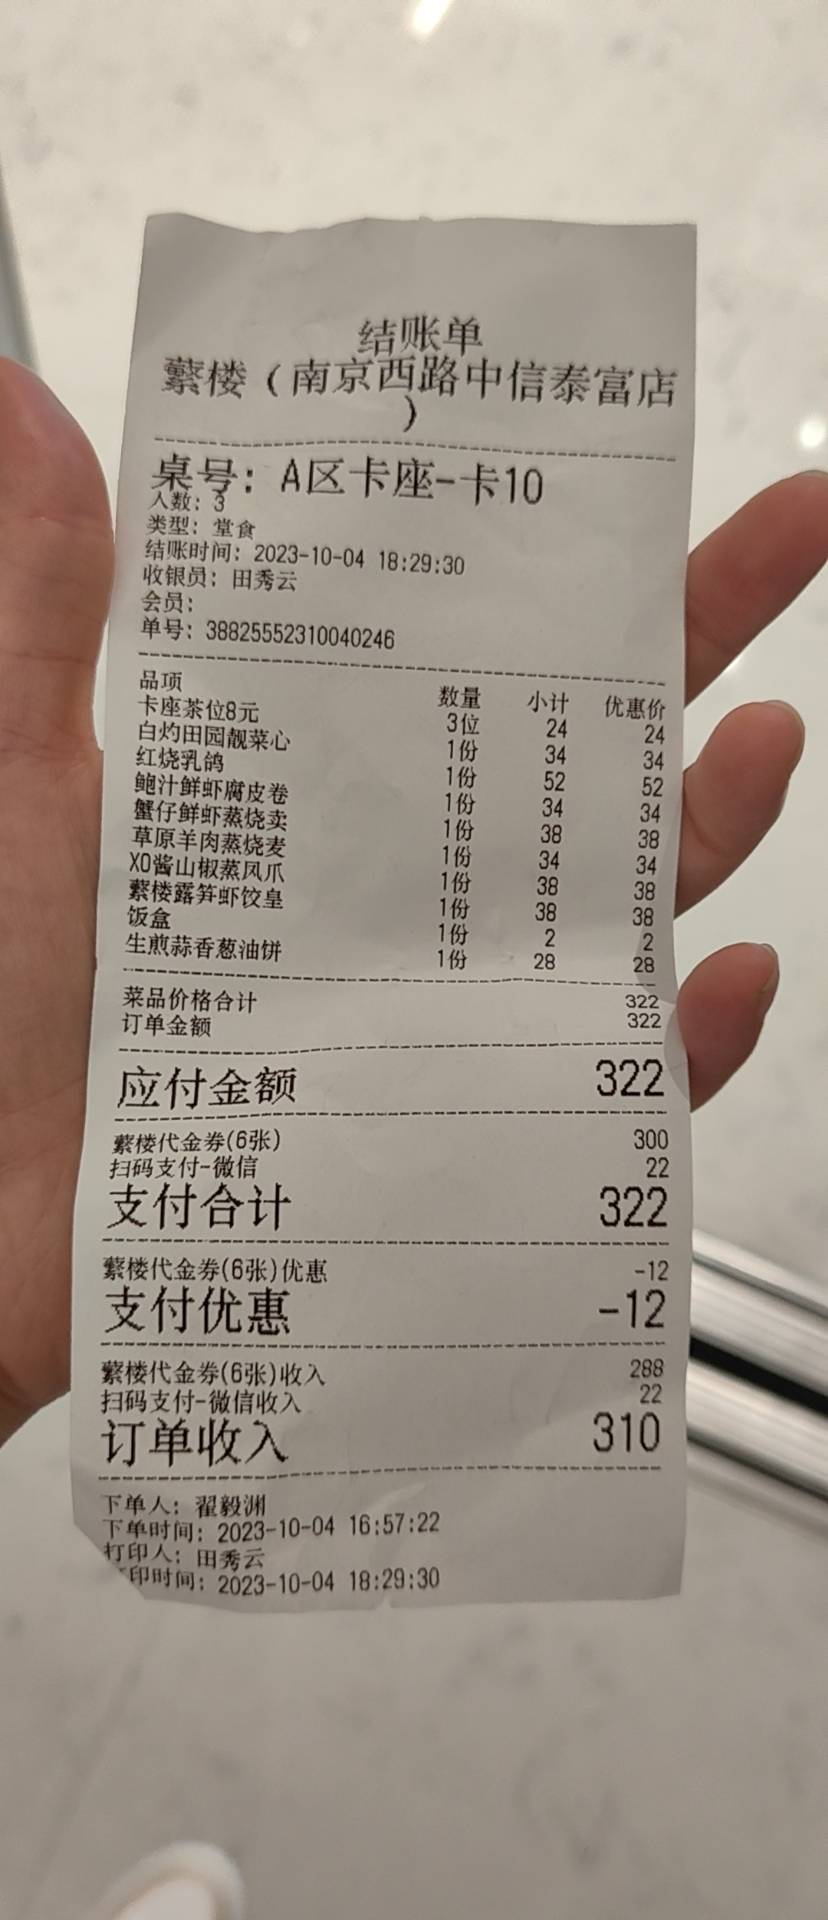 结账单
蘩楼（南京西路中信泰富店
）
桌号：A区卡座-卡10
人数：3
类型：堂食
结账时间：2023-10-04 18:29:30
收银员：田秀云
会员：
单号：38825552310040246
品项 数量 小计 优惠价
卡座茶位8元 3位 24 24
白灼田园靓菜心 1份 34 34
红烧乳鸽 1份 52 52
鲍汁鲜虾腐皮卷 1份 34 34
蟹仔鲜虾蒸烧卖 1份 38 38
草原羊肉蒸烧麦 1份 34 34
XO酱山椒蒸凤爪 1份 38 38
蘩楼露笋虾饺皇 1份 38 38
饭盒 1份 2 2
生煎蒜香葱油饼 1份 28 28
菜品价格合计 322
订单金额 322
应付金额 322
蘩楼代金券(6张) 300
扫码支付-微信 22
支付合计 322
蘩楼代金券(6张)优惠 -12
支付优惠 -12
蘩楼代金券(6张)收入 288
扫码支付-微信收入 22
订单收入 310
下单人：翟毅渊
下单时间：2023-10-04 16:57:22
打印人：田秀云
印时间：2023-10-04 18:29:30